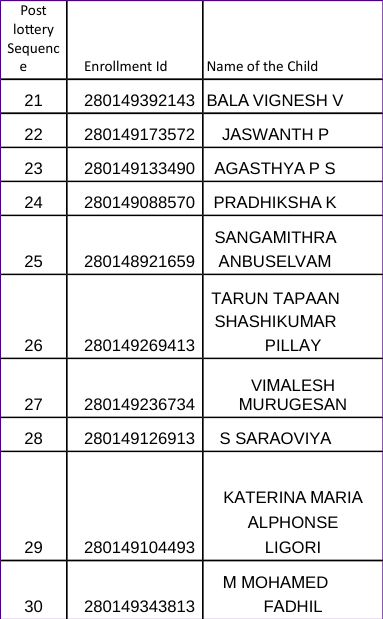 Post
lottery
Sequenc
e
Enrollment Id
Name of the Child
21 280149392143 BALA VIGNESH V
22 280149173572 JASWANTH P
23 280149133490 AGASTHYA P S
24 280149088570 PRADHIKSHA K
SANGAMITHRA
25 280148921659 ANBUSELVAM
TARUN TAPAAN
SHASHIKUMAR
26 280149269413 PILLAY
VIMALESH
27 280149236734 MURUGESAN
28 280149126913 S SARAOVIYA
KATERINA MARIA
ALPHONSE
29 280149104493 LIGORI
M MOHAMED
30 280149343813 FADHIL